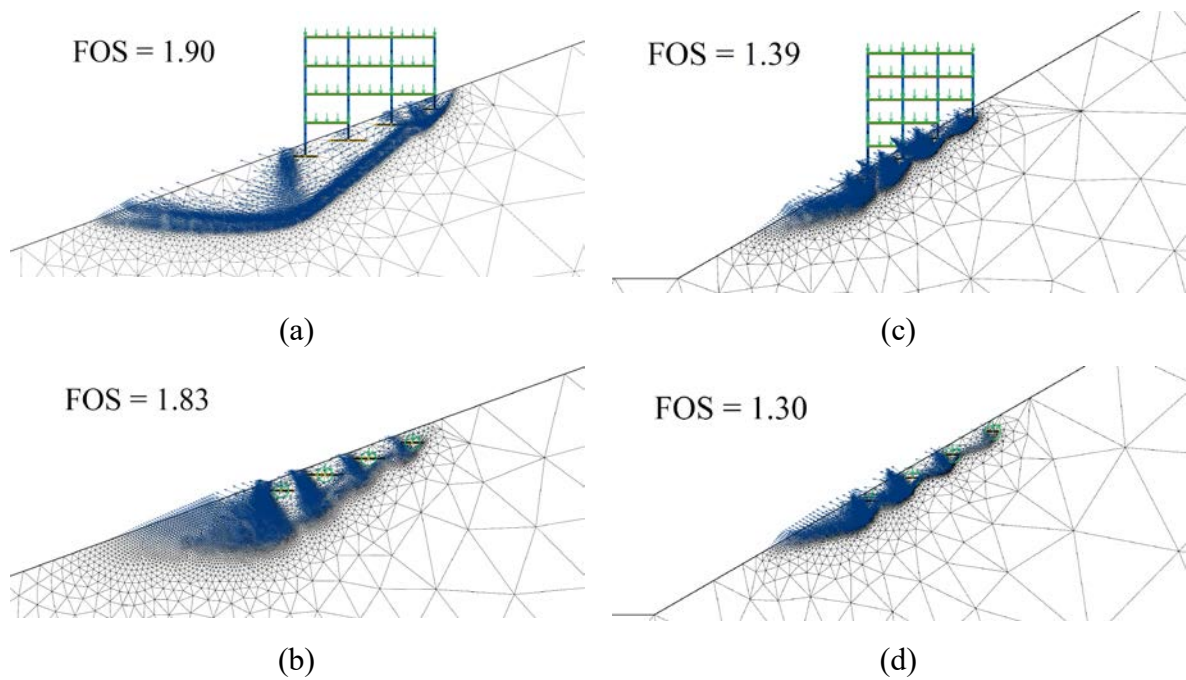 FOS = 1.90
(a)
FOS = 1.39
(c)
FOS = 1.83
(b)
FOS = 1.30
(d)